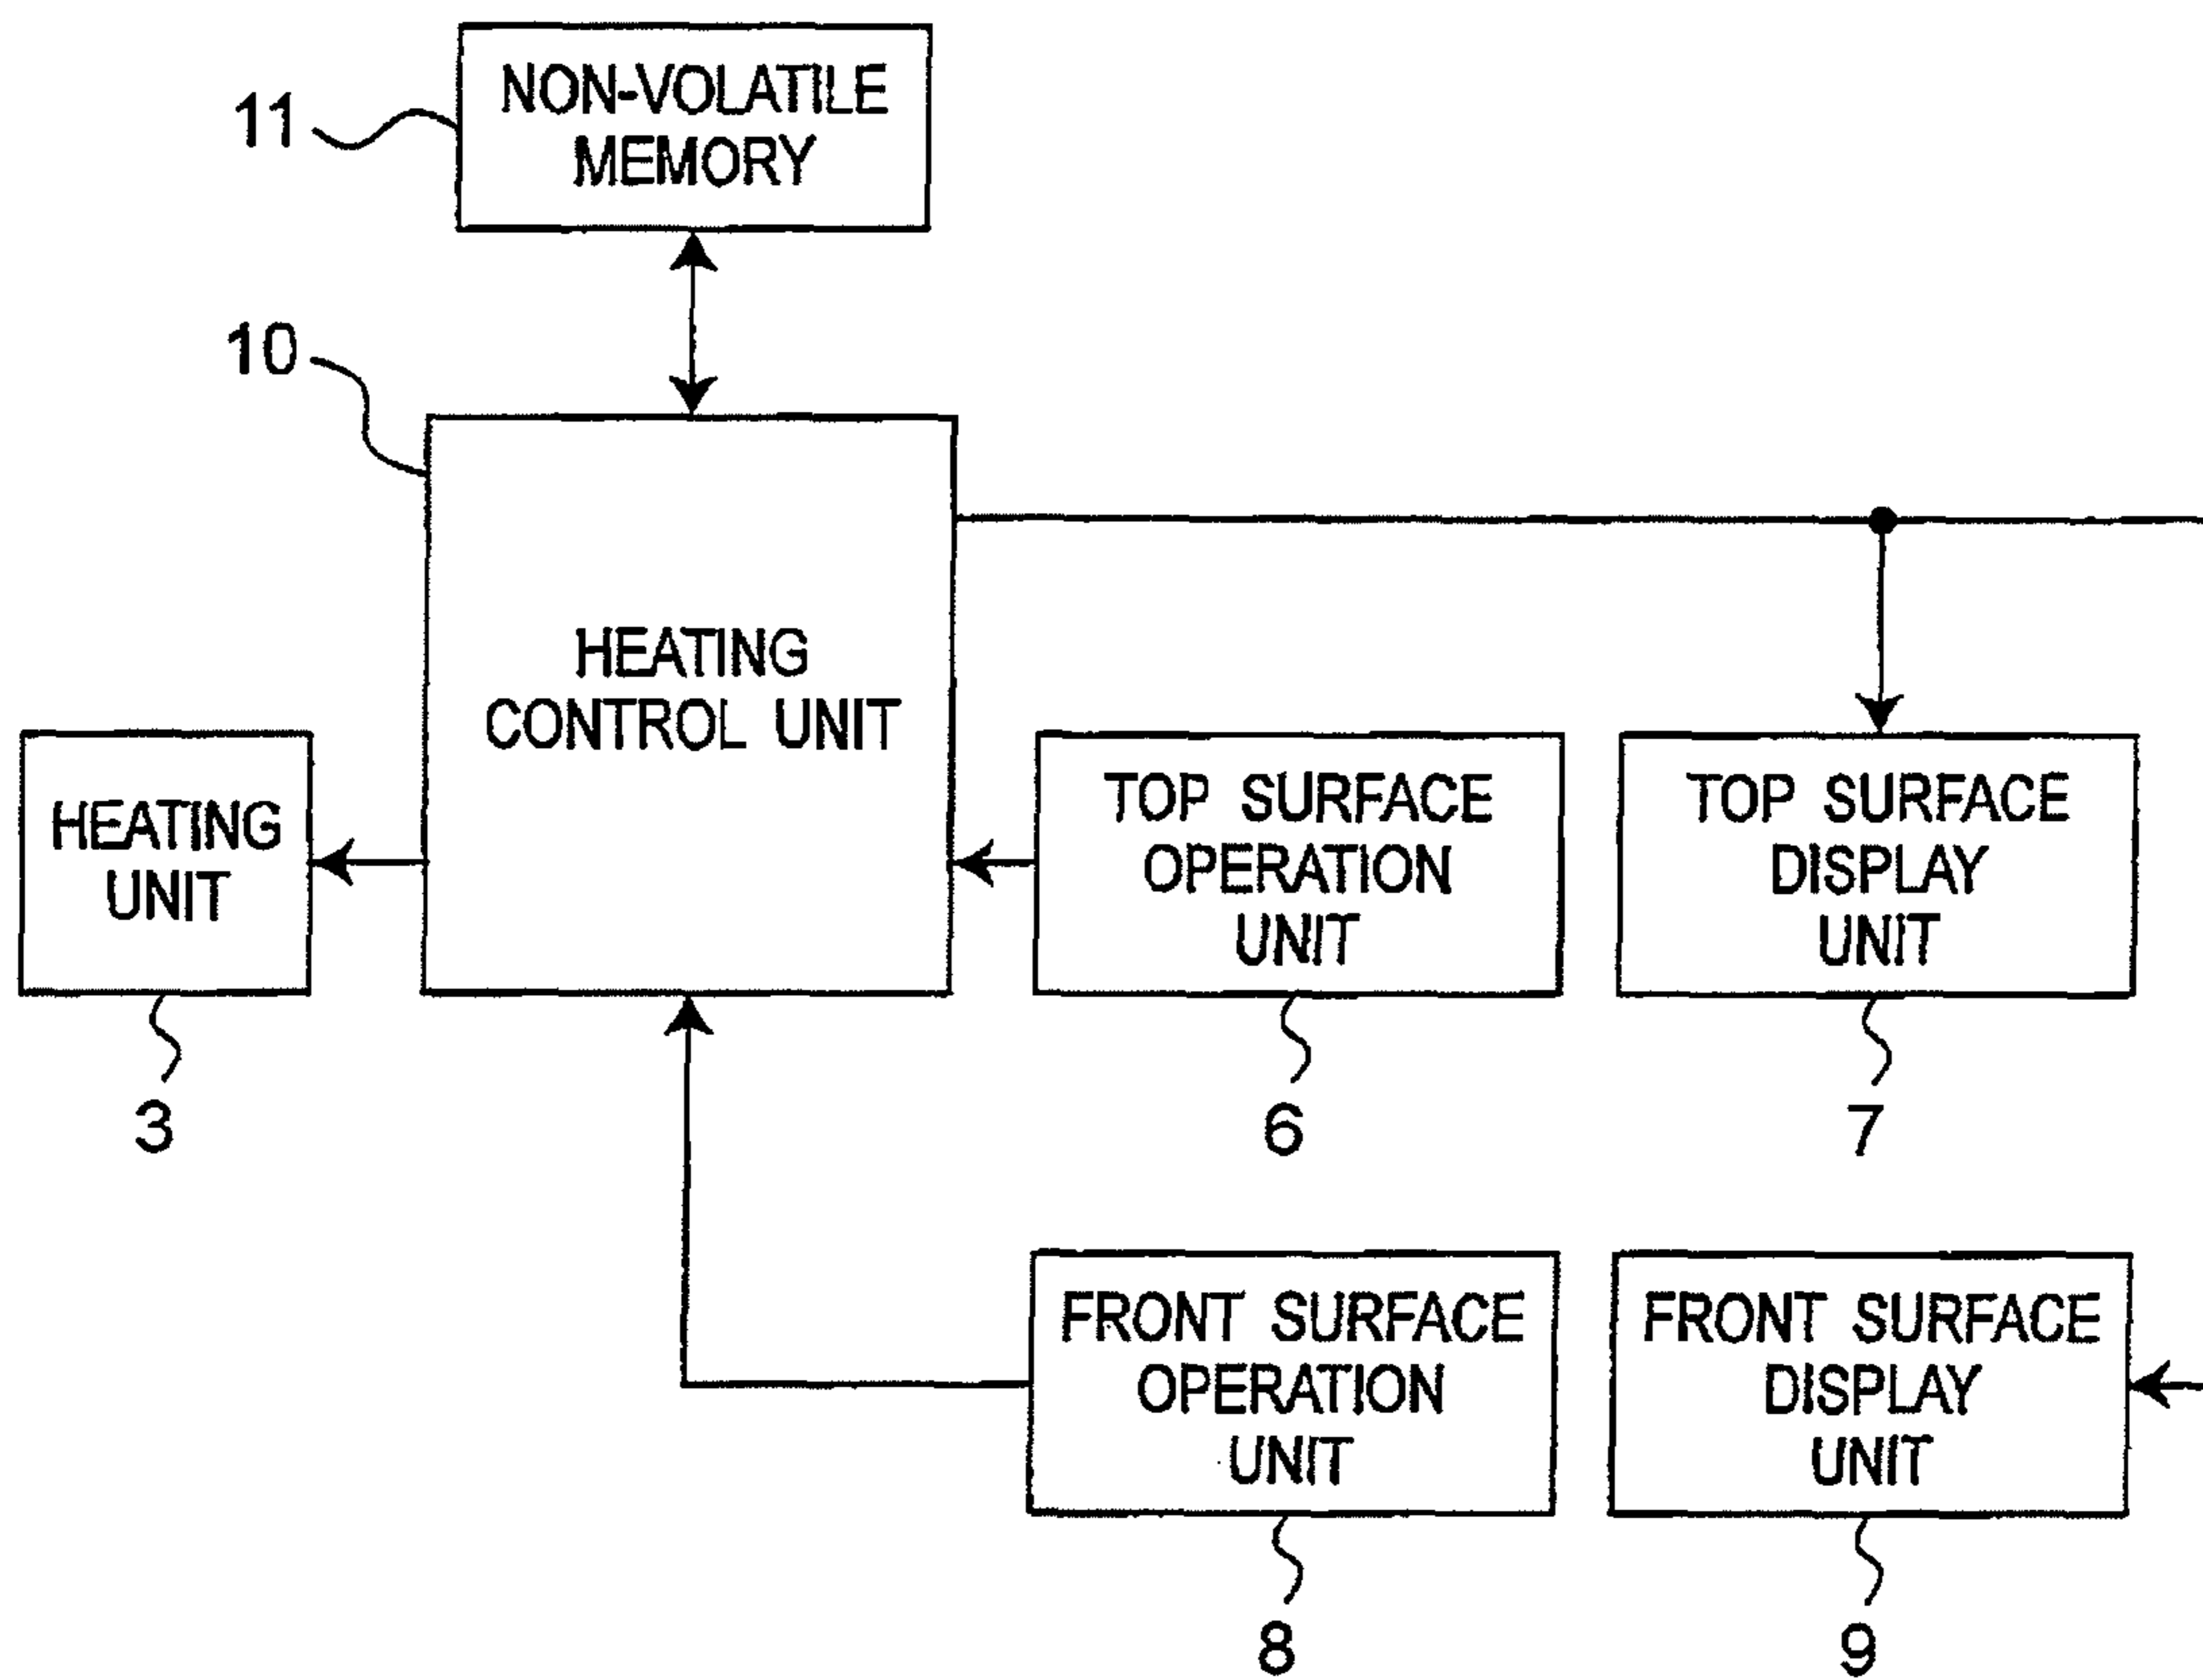 11
NON-VOLATILE
MEMORY
10
HEATING
CONTROL UNIT
HEATING
UNIT
3
TOP SURFACE
OPERATION
UNIT
6
TOP SURFACE
DISPLAY
UNIT
7
FRONT SURFACE
OPERATION
UNIT
8
FRONT SURFACE
DISPLAY
UNIT
9